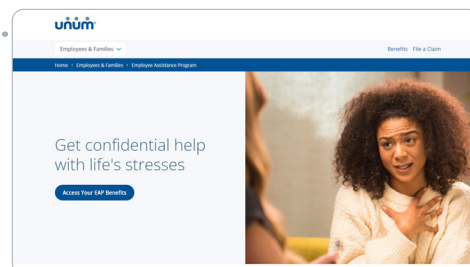 unum
Employees & Families
Benefits File a Claim
Home Employees & Families Employee Assistance Program
Get confidential help
with life's stresses
Access Your EAP Benefits